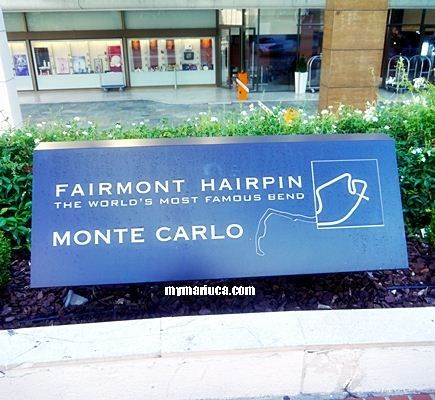 FAIRMONT HAIRPIN
THE WORLD'S MOST FAMOUS BEND
MONTE CARLO
mymariuca.com